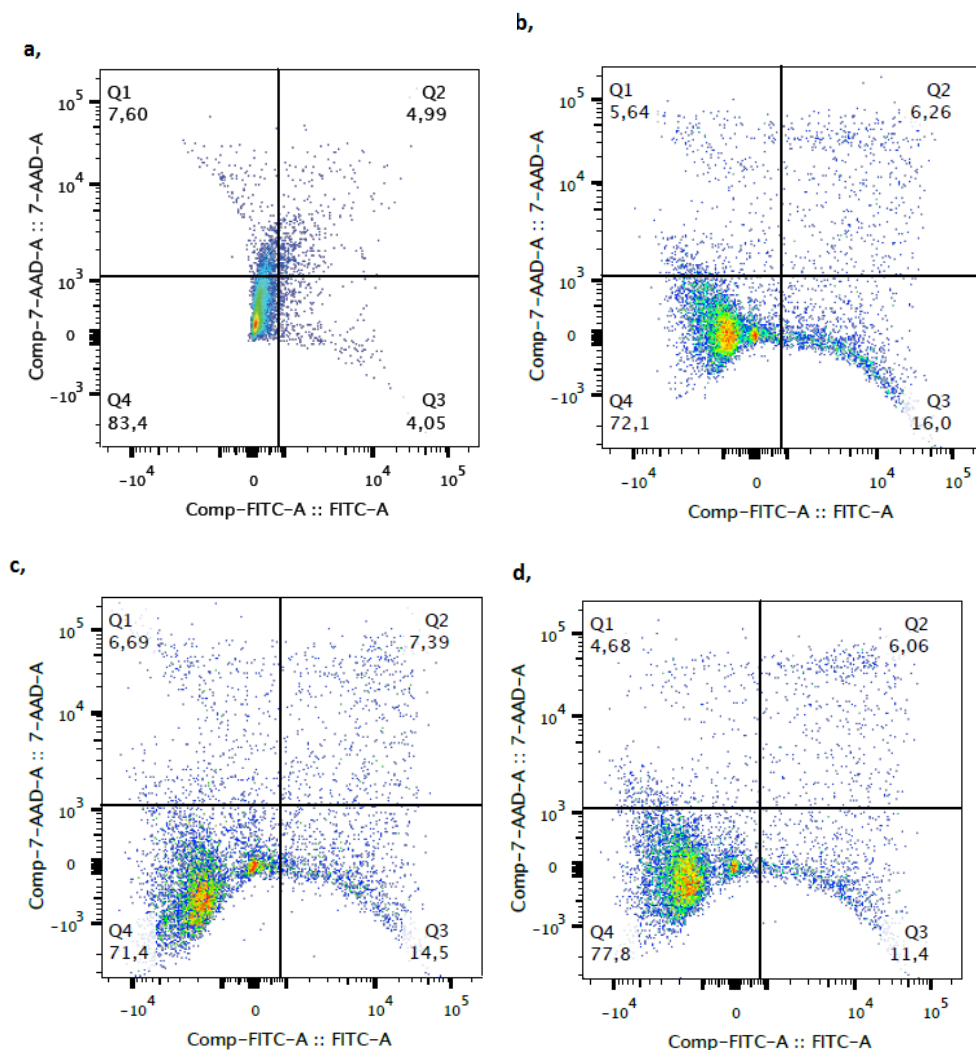 a,
Q1
7,60
Q2
4,99
Q4
83,4
Q3
4,05
10^5
10^4
10^3
0
-10^3
Comp-7-AAD-A :: 7-AAD-A
-10^4
0
10^4
10^5
Comp-FITC-A :: FITC-A
b,
Q1
5,64
Q2
6,26
Q4
72,1
Q3
16,0
10^5
10^4
10^3
0
-10^3
Comp-7-AAD-A :: 7-AAD-A
-10^4
0
10^4
10^5
Comp-FITC-A :: FITC-A
c,
Q1
6,69
Q2
7,39
Q4
71,4
Q3
14,5
10^5
10^4
10^3
0
-10^3
Comp-7-AAD-A :: 7-AAD-A
-10^4
0
10^4
10^5
Comp-FITC-A :: FITC-A
d,
Q1
4,68
Q2
6,06
Q4
77,8
Q3
11,4
10^5
10^4
10^3
0
-10^3
Comp-7-AAD-A :: 7-AAD-A
-10^4
0
10^4
10^5
Comp-FITC-A :: FITC-A